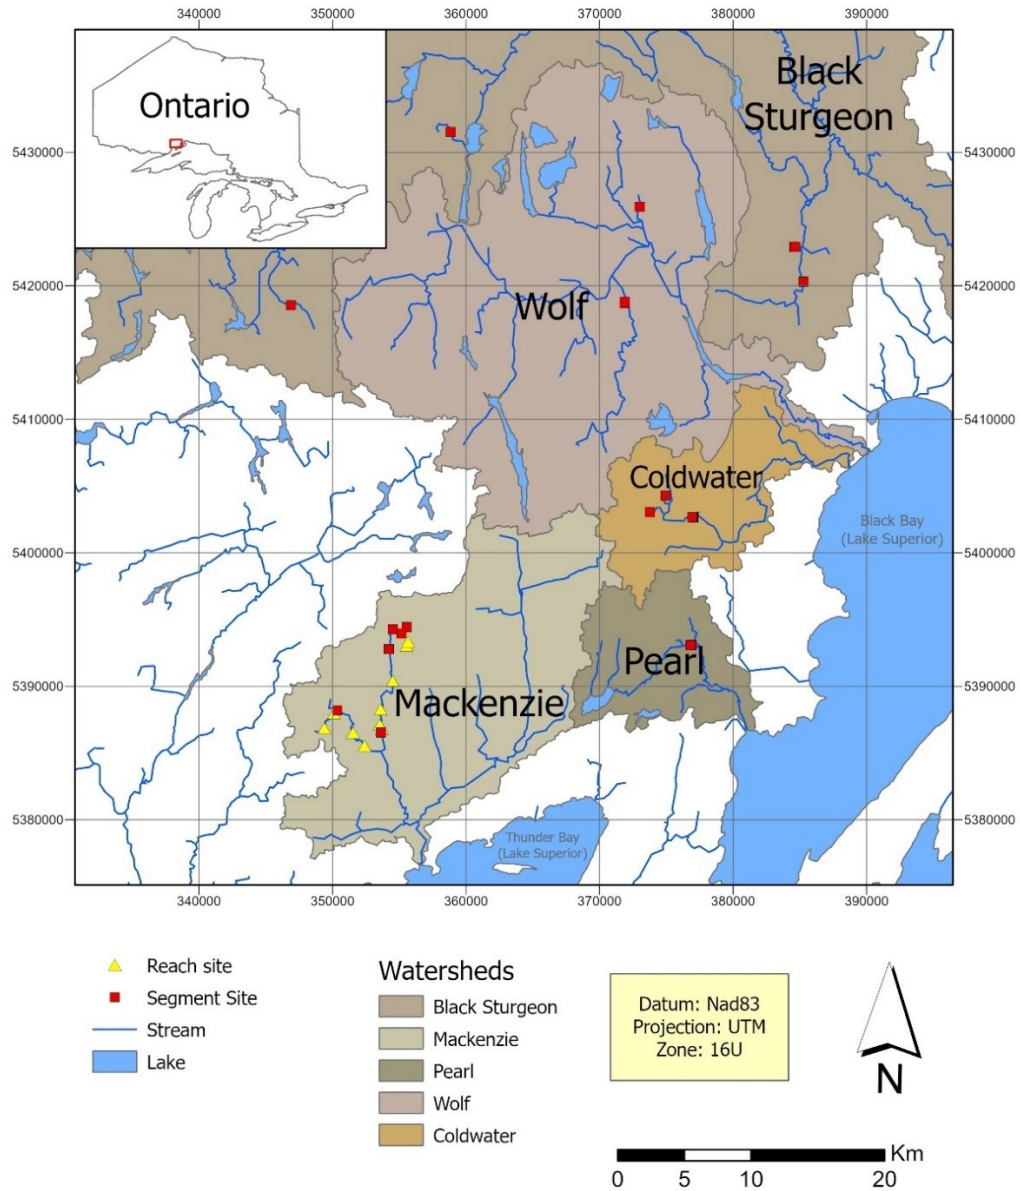 340000
350000
360000
370000
380000
390000
Ontario
Black
Sturgeon
5430000
5430000
5420000
5420000
Wolf
5410000
5410000
Coldwater
Black Bay
(Lake Superior)
5400000
5400000
Pearl
5390000
5390000
Mackenzie
5380000
5380000
Thunder Bay
(Lake Superior)
340000
350000
360000
370000
380000
390000
Reach site
Segment Site
Stream
Lake
Watersheds
Black Sturgeon
Mackenzie
Pearl
Wolf
Coldwater
Datum: Nad83
Projection: UTM
Zone: 16U
N
Km
0
5
10
20